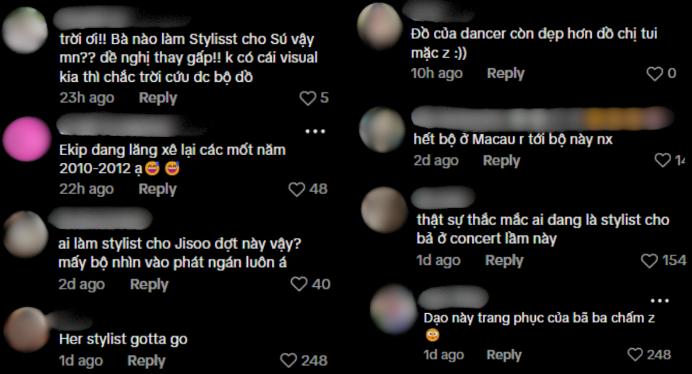 trời ơi!! Bà nào làm Stylisst cho Sú vậy
mn?? dề nghị thay gấp!! k có cái visual
kia thì chắc trời cứu dc bộ dồ
23h ago Reply 5
Ekip dang lăng xê lại các mốt năm
2010-2012 ạ😅😅
22h ago Reply 48
ai làm stylist cho Jisoo dợt này vậy?
mấy bộ nhìn vào phát ngán luôn á
2d ago Reply 40
Her stylist gotta go
1d ago Reply 248
Đồ của dancer còn dẹp hơn dồ chị tui
mặc z :))
10h ago Reply 0
hết bộ ở Macau r tới bộ này nx
2d ago Reply
thật sự thắc mắc ai dang là stylist cho
bả ở concert lầm này
1d ago Reply 154
Dạo này trang phục của bã ba chấm z
1d ago Reply 248